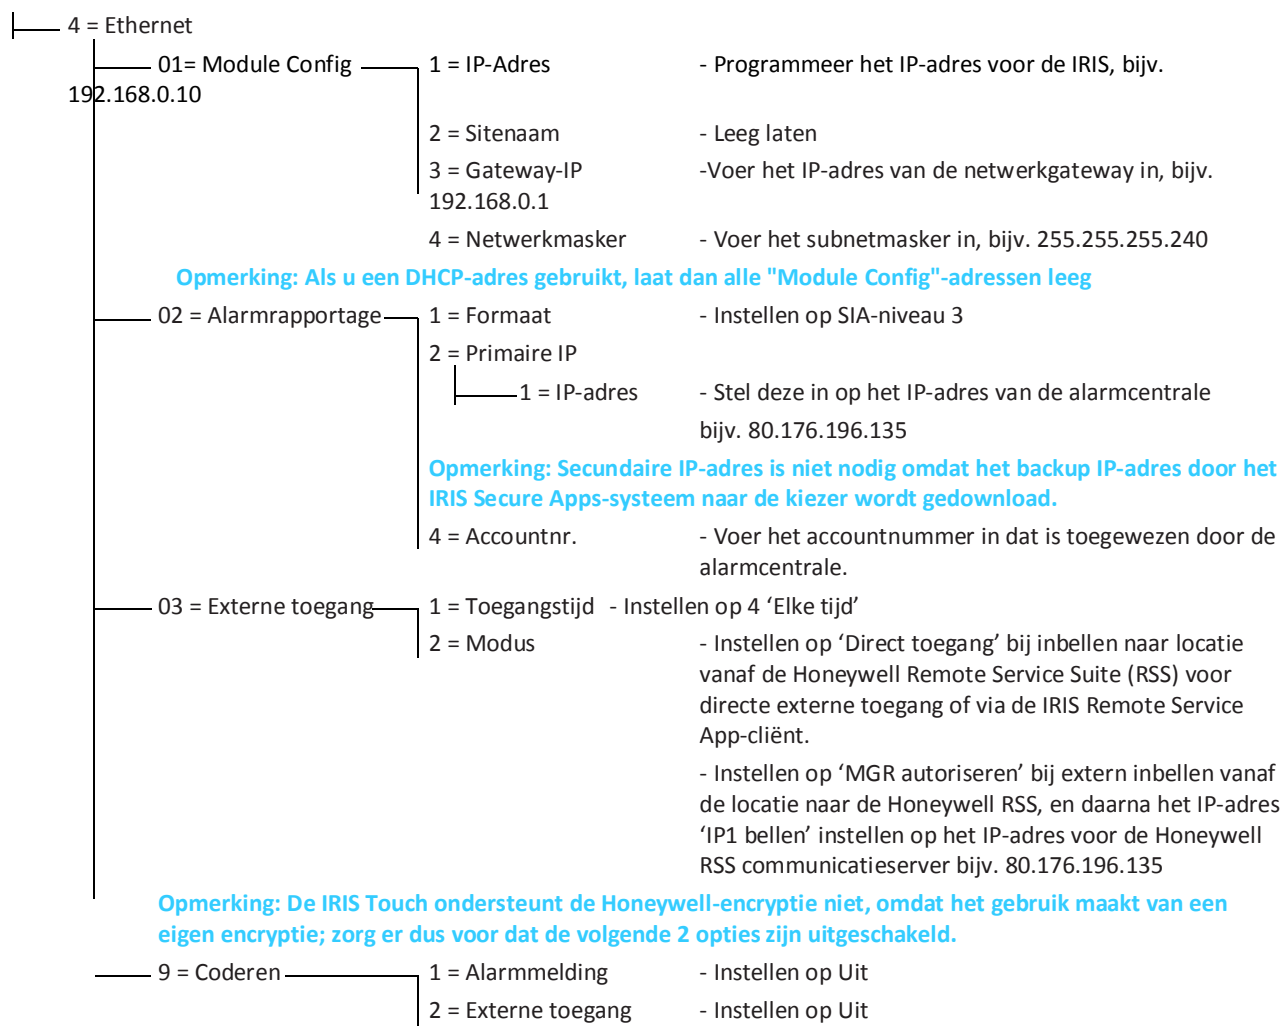 4 = Ethernet
01= Module Config 1 = IP-Adres - Programmeer het IP-adres voor de IRIS, bijv.
192.168.0.10
2 = Sitenaam - Leeg laten
3 = Gateway-IP -Voer het IP-adres van de netwerkgateway in, bijv.
192.168.0.1
4 = Netwerkmasker - Voer het subnetmasker in, bijv. 255.255.255.240
Opmerking: Als u een DHCP-adres gebruikt, laat dan alle "Module Config"-adressen leeg
02 = Alarmrapportage 1 = Formaat - Instellen op SIA-niveau 3
2 = Primaire IP
1 = IP-adres - Stel deze in op het IP-adres van de alarmcentrale
bijv. 80.176.196.135
Opmerking: Secundaire IP-adres is niet nodig omdat het backup IP-adres door het
IRIS Secure Apps-systeem naar de kiezer wordt gedownload.
4 = Accountnr. - Voer het accountnummer in dat is toegewezen door de
alarmcentrale.
03 = Externe toegang 1 = Toegangstijd - Instellen op 4 ‘Elke tijd’
2 = Modus - Instellen op ‘Direct toegang’ bij inbellen naar locatie
vanaf de Honeywell Remote Service Suite (RSS) voor
directe externe toegang of via de IRIS Remote Service
App-cliënt.
- Instellen op ‘MGR autoriseren’ bij extern inbellen vanaf
de locatie naar de Honeywell RSS, en daarna het IP-adres
‘IP1 bellen’ instellen op het IP-adres voor de Honeywell
RSS communicatieserver bijv. 80.176.196.135
Opmerking: De IRIS Touch ondersteunt de Honeywell-encryptie niet, omdat het gebruik maakt van een
eigen encryptie; zorg er dus voor dat de volgende 2 opties zijn uitgeschakeld.
9 = Coderen 1 = Alarmmelding - Instellen op Uit
2 = Externe toegang - Instellen op Uit